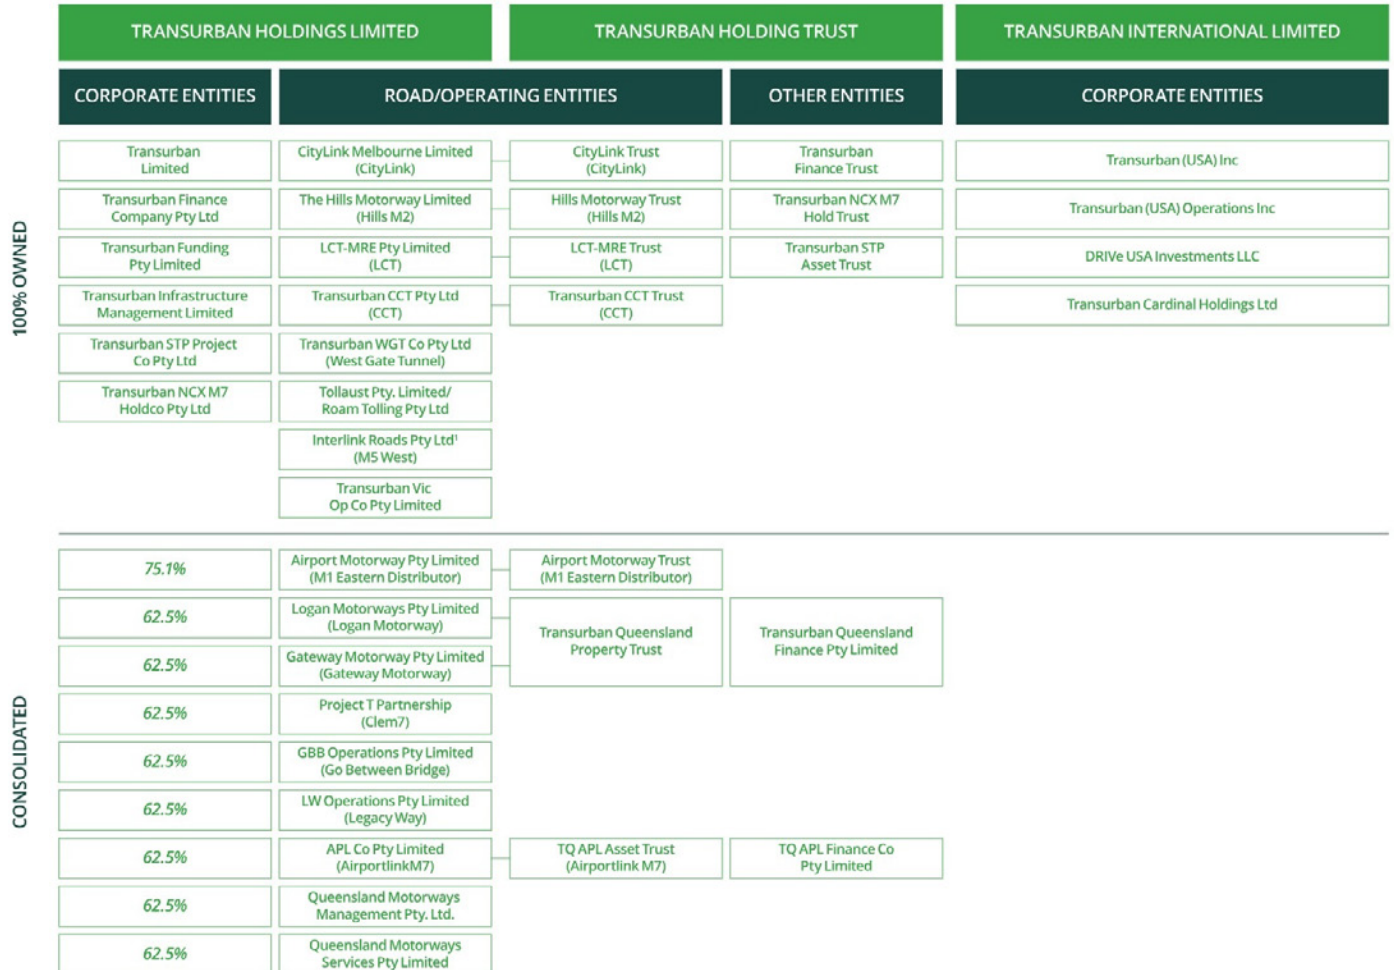 TRANSURBAN HOLDINGS LIMITED
TRANSURBAN HOLDING TRUST
TRANSURBAN INTERNATIONAL LIMITED
CORPORATE ENTITIES
ROAD/OPERATING ENTITIES
OTHER ENTITIES
CORPORATE ENTITIES
100% OWNED
Transurban
Limited
CityLink Melbourne Limited
(CityLink)
CityLink Trust
(CityLink)
Transurban
Finance Trust
Transurban (USA) Inc
Transurban Finance
Company Pty Ltd
The Hills Motorway Limited
(Hills M2)
Hills Motorway Trust
(Hills M2)
Transurban NCX M7
Hold Trust
Transurban (USA) Operations Inc
Transurban Funding
Pty Limited
LCT-MRE Pty Limited
(LCT)
LCT-MRE Trust
(LCT)
Transurban STP
Asset Trust
DRIVe USA Investments LLC
Transurban Infrastructure
Management Limited
Transurban CCT Pty Ltd
(CCT)
Transurban CCT Trust
(CCT)
Transurban Cardinal Holdings Ltd
Transurban STP Project
Co Pty Ltd
Transurban WGT Co Pty Ltd
(West Gate Tunnel)
Transurban NCX M7
Holdco Pty Ltd
Tollaust Pty. Limited/
Roam Tolling Pty Ltd
Interlink Roads Pty Ltd¹
(M5 West)
Transurban Vic
Op Co Pty Limited
CONSOLIDATED
75.1%
Airport Motorway Pty Limited
(M1 Eastern Distributor)
Airport Motorway Trust
(M1 Eastern Distributor)
62.5%
Logan Motorways Pty Limited
(Logan Motorway)
Transurban Queensland
Property Trust
Transurban Queensland
Finance Pty Limited
62.5%
Gateway Motorway Pty Limited
(Gateway Motorway)
62.5%
Project T Partnership
(Clem7)
62.5%
GBB Operations Pty Limited
(Go Between Bridge)
62.5%
LW Operations Pty Limited
(Legacy Way)
62.5%
APL Co Pty Limited
(AirportlinkM7)
TQ APL Asset Trust
(Airportlink M7)
TQ APL Finance Co
Pty Limited
62.5%
Queensland Motorways
Management Pty. Ltd.
62.5%
Queensland Motorways
Services Pty Limited